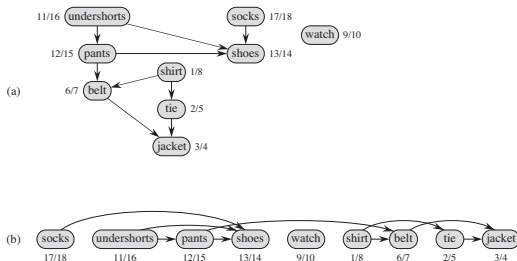 11/16 undershorts socks 17/18
watch 9/10
12/15 pants shoes 13/14
shirt 1/8
(a) 6/7 belt
tie 2/5
jacket 3/4
(b) socks undershorts pants shoes watch shirt belt tie jacket
17/18 11/16 12/15 13/14 9/10 1/8 6/7 2/5 3/4